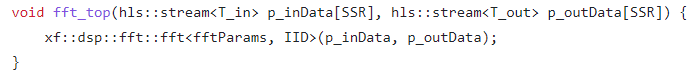 void fft_top(hls::stream<T_in> p_inData[SSR], hls::stream<T_out> p_outData[SSR]) {
    xf::dsp::fft::fft<fftParams, IID>(p_inData, p_outData);
}